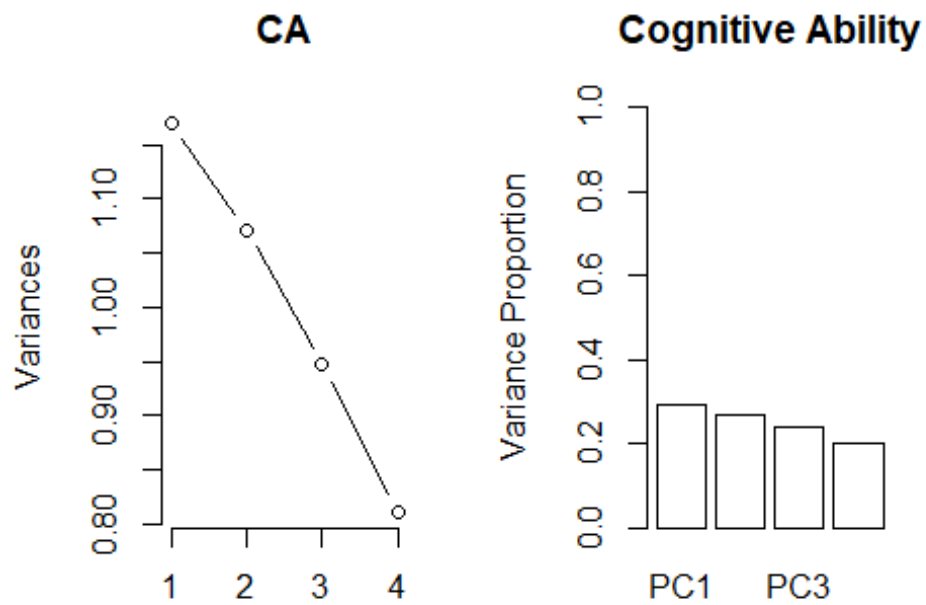 CA
Variances
1.10
1.00
0.90
0.80
1 2 3 4
Cognitive Ability
Variance Proportion
1.0
0.8
0.6
0.4
0.2
0.0
PC1 PC3